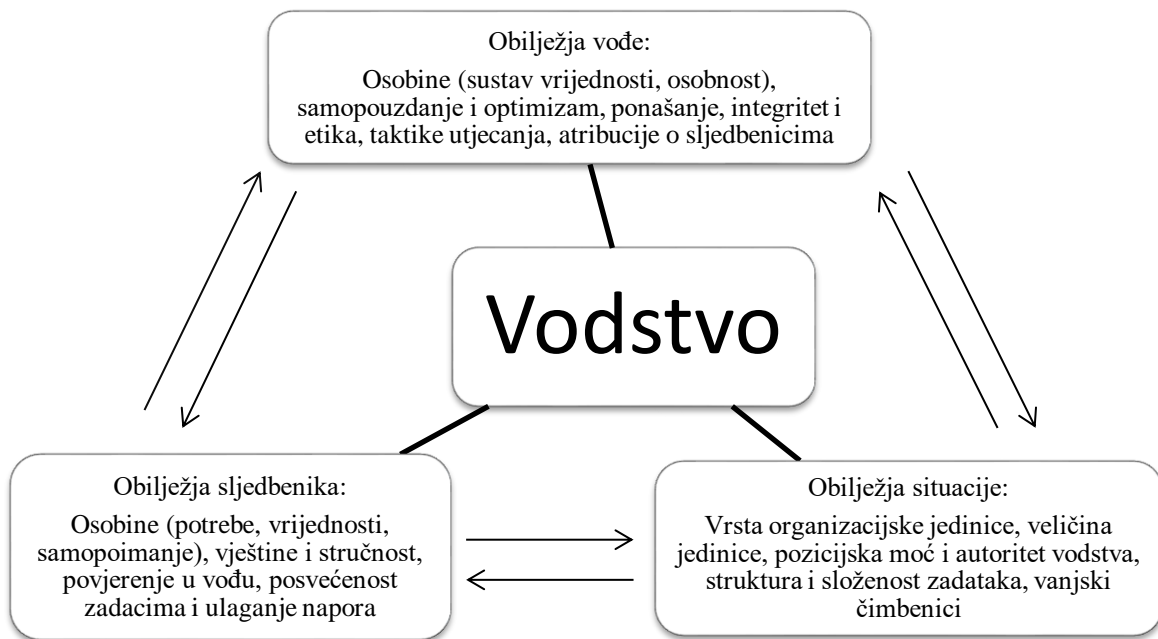 Obilježja vođe:
Osobine (sustav vrijednosti, osobnost),
samopouzdanje i optimizam, ponašanje, integritet i
etika, taktike utjecanja, atribucije o sljedbenicima
Vodstvo
Obilježja sljedbenika:
Osobine (potrebe, vrijednosti,
samopoimanje), vještine i stručnost,
povjerenje u vođu, posvećenost
zadacima i ulaganje napora
Obilježja situacije:
Vrsta organizacijske jedinice, veličina
jedinice, pozicijska moć i autoritet vodstva,
struktura i složenost zadataka, vanjski
čimbenici